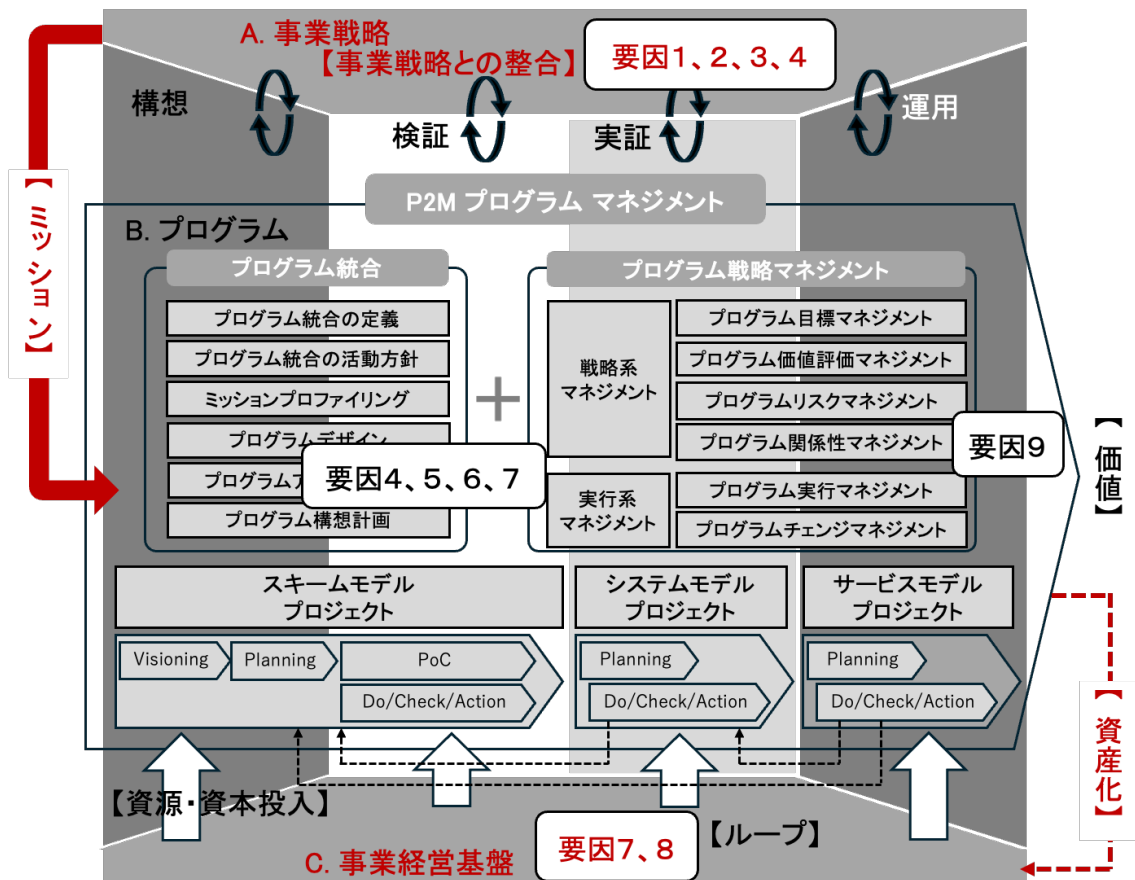 A. 事業戦略
【事業戦略との整合】
要因1、2、3、4
構想
検証
実証
運用
【ミッション】
P2M プログラム マネジメント
B. プログラム
プログラム統合
プログラム統合の定義
プログラム統合の活動方針
ミッションプロファイリング
プログラムデザイン
プログラムア
プログラム構想計画
要因4、5、6、7
＋
プログラム戦略マネジメント
戦略系
マネジメント
プログラム目標マネジメント
プログラム価値評価マネジメント
プログラムリスクマネジメント
プログラム関係性マネジメント
実行系
マネジメント
プログラム実行マネジメント
プログラムチェンジマネジメント
要因9
【価値】
スキームモデル
プロジェクト
システムモデル
プロジェクト
サービスモデル
プロジェクト
Visioning
Planning
PoC
Do/Check/Action
Planning
Do/Check/Action
Planning
Do/Check/Action
【資産化】
【資源・資本投入】
【ループ】
C. 事業経営基盤
要因7、8